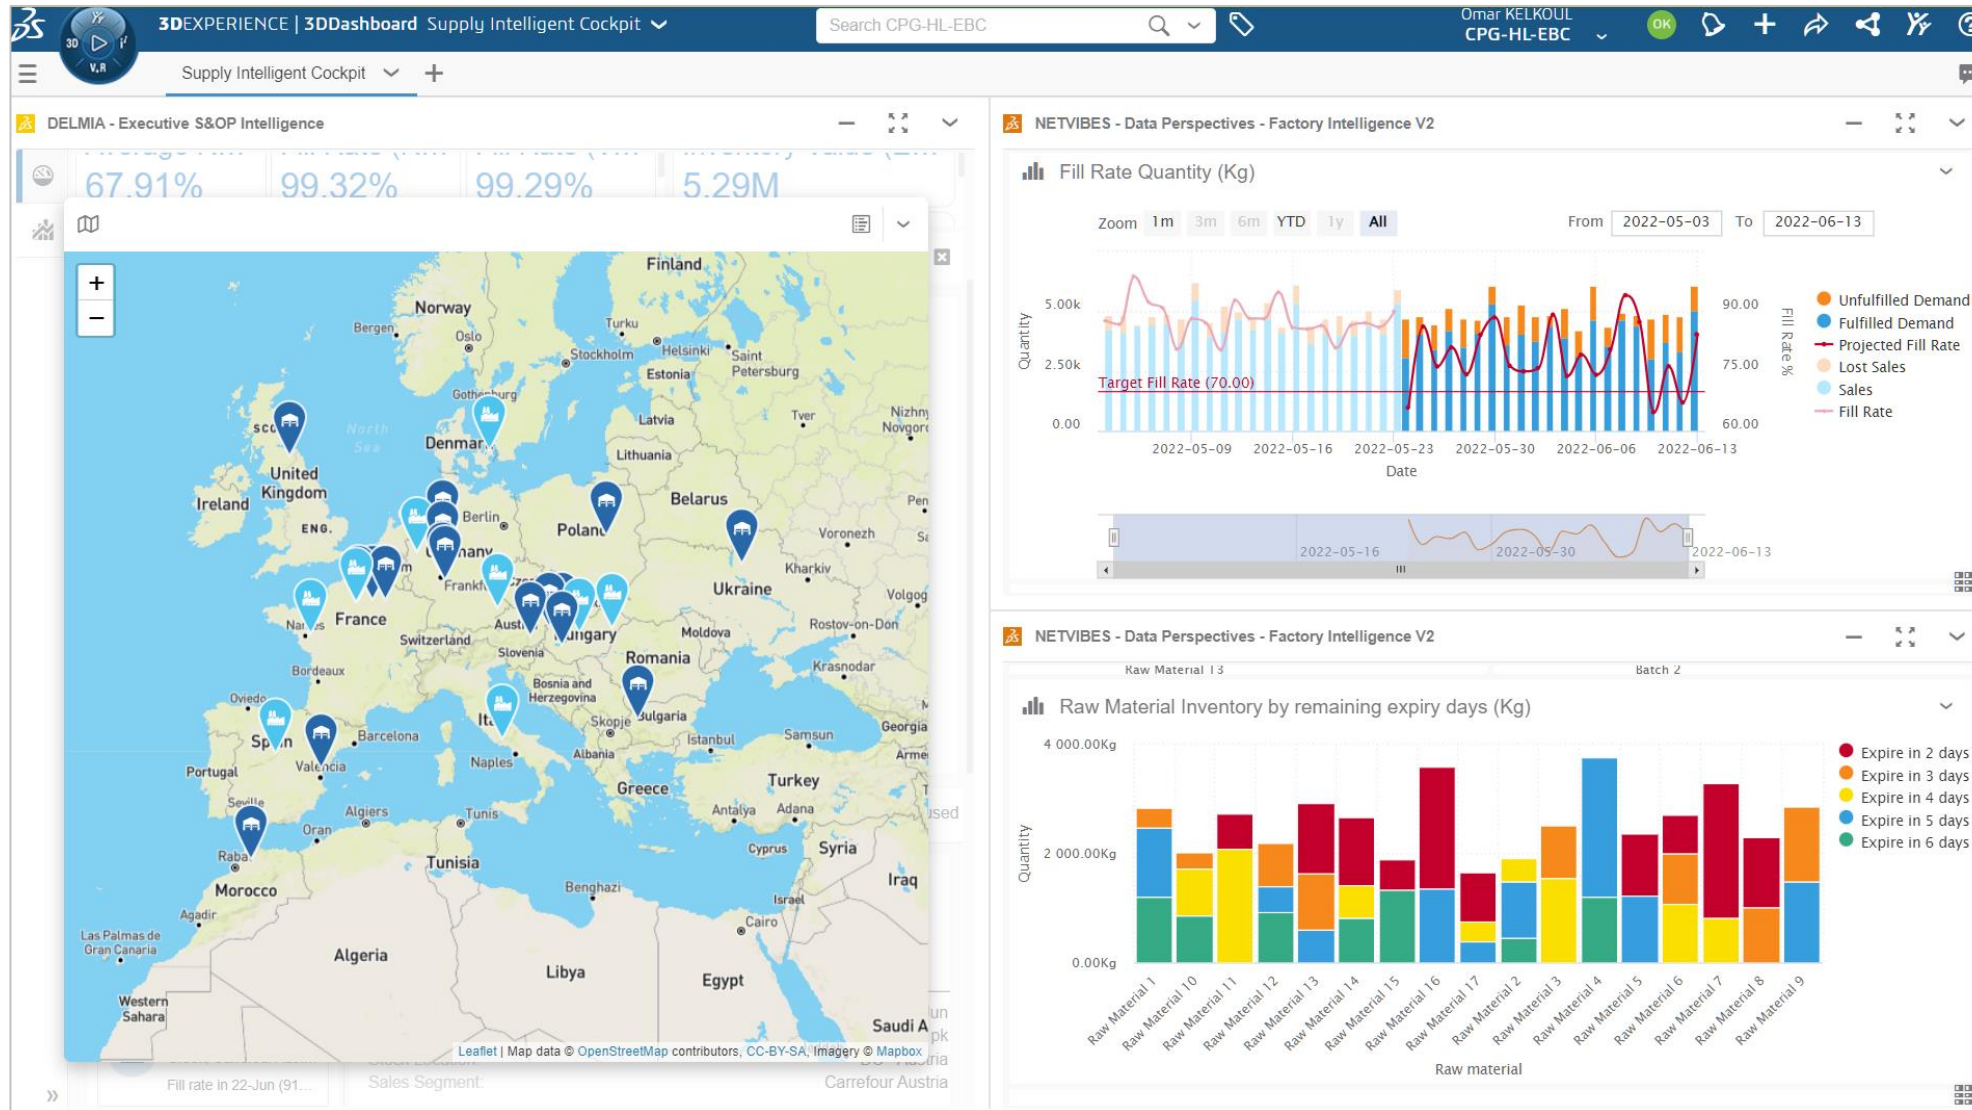 3DEXPERIENCE | 3DDashboard Supply Intelligent Cockpit
Search CPG-HL-EBC
Omar KELKOUL
CPG-HL-EBC
OK
3D
V.R
Supply Intelligent Cockpit
DELMIA - Executive S&OP Intelligence
67.91%
99.32%
99.29%
5.29M
+
−
Finland
Norway
Bergen
Oslo
Turku
Helsinki
Stockholm
Saint
Petersburg
Estonia
Tver
Nizhny
Novgoro
Latvia
North
Sea
Lithuania
United
Kingdom
Ireland
ENG.
Berlin
Belarus
Voronezh
Kharkiv
Ukraine
France
Switzerland
Slovenia
Moldova
Rostov-on-Don
Romania
Krasnodar
Bordeaux
Bosnia and
Herzegovina
Oviedo
Skopje
Barcelona
Istanbul
Samsun
Georgia
Portugal
Valencia
Naples
Albania
Greece
Turkey
Antalya
Adana
Seville
Algiers
Oran
Tunis
Cyprus
Syria
Tunisia
Morocco
Benghazi
Israel
Iraq
Agadir
Cairo
Las Palmas de
Gran Canaria
Algeria
Libya
Egypt
Western
Sahara
Saudi A
Leaflet | Map data © OpenStreetMap contributors, CC-BY-SA, Imagery © Mapbox
Fill rate in 22-Jun (91...
Sales Segment:
Carrefour Austria
NETVIBES - Data Perspectives - Factory Intelligence V2
Fill Rate Quantity (Kg)
Zoom 1m 3m 6m YTD 1y All
From 2022-05-03 To 2022-06-13
5.00k
2.50k
0.00
Quantity
Target Fill Rate (70.00)
90.00
75.00
60.00
Fill Rate %
2022-05-09 2022-05-16 2022-05-23 2022-05-30 2022-06-06 2022-06-13
Date
Unfulfilled Demand
Fulfilled Demand
Projected Fill Rate
Lost Sales
Sales
Fill Rate
2022-05-16 2022-05-30 2022-06-13
NETVIBES - Data Perspectives - Factory Intelligence V2
Raw Material 13
Batch 2
Raw Material Inventory by remaining expiry days (Kg)
4 000.00Kg
2 000.00Kg
0.00Kg
Quantity
Expire in 2 days
Expire in 3 days
Expire in 4 days
Expire in 5 days
Expire in 6 days
Raw Material 1
Raw Material 10
Raw Material 11
Raw Material 12
Raw Material 13
Raw Material 14
Raw Material 15
Raw Material 16
Raw Material 17
Raw Material 2
Raw Material 3
Raw Material 4
Raw Material 5
Raw Material 6
Raw Material 7
Raw Material 8
Raw Material 9
Raw material